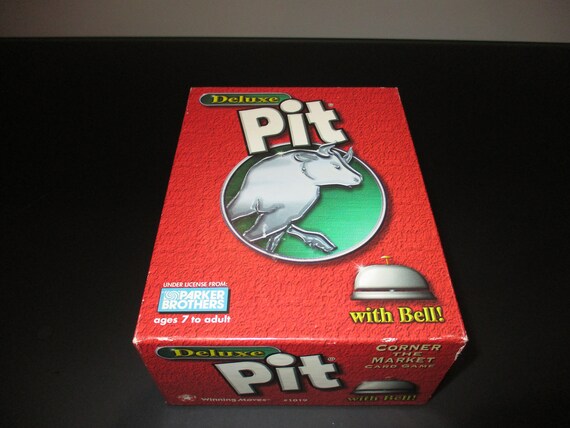 Deluxe
Pit®
UNDER LICENSE FROM:
PARKER
BROTHERS
ages 7 to adult
with Bell!
Deluxe
Pit®
CORNER
THE
MARKET
CARD GAME
Winning Moves
#1019
with Bell!